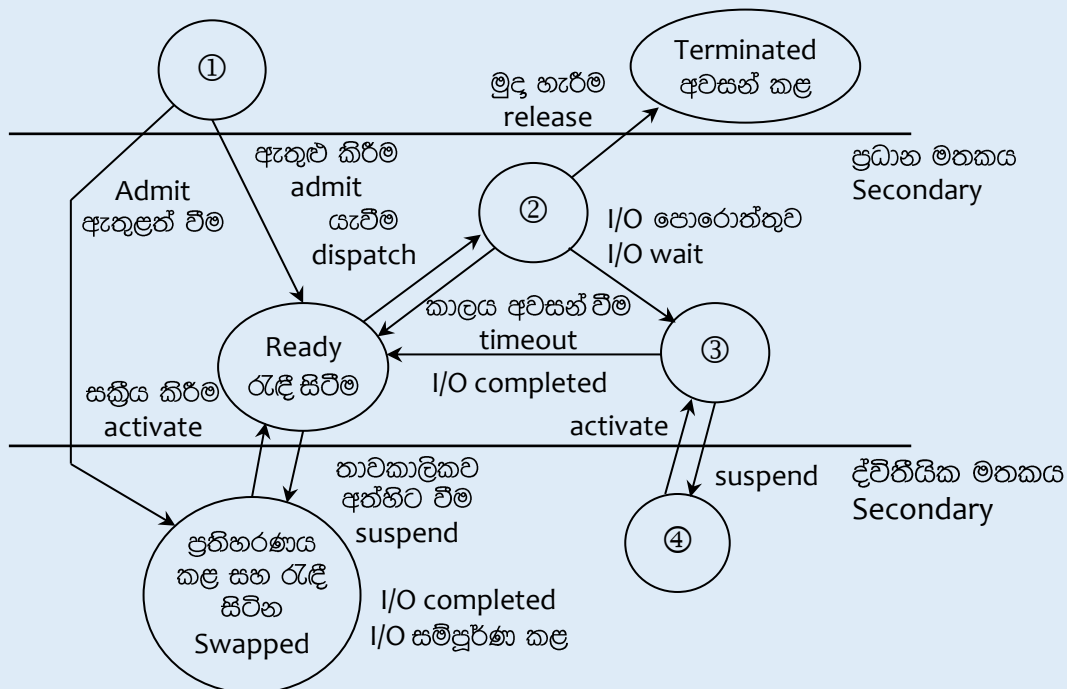 ①
Terminated
අවසන් කළ
මුදා හැරීම
release
ප්‍රධාන මතකය
Secondary
ඇතුළු කිරීම
admit
Admit
ඇතුළත් වීම
යැවීම
dispatch
②
I/O පොරොත්තුව
I/O wait
කාලය අවසන් වීම
timeout
③
Ready
රැඳී සිටීම
I/O completed
සක්‍රීය කිරීම
activate
activate
තාවකාලිකව
අත්හිට වීම
suspend
suspend
ද්විතීයික මතකය
Secondary
④
ප්‍රතිහරණය
කළ සහ රැඳී
සිටින
Swapped
I/O completed
I/O සම්පූර්ණ කළ